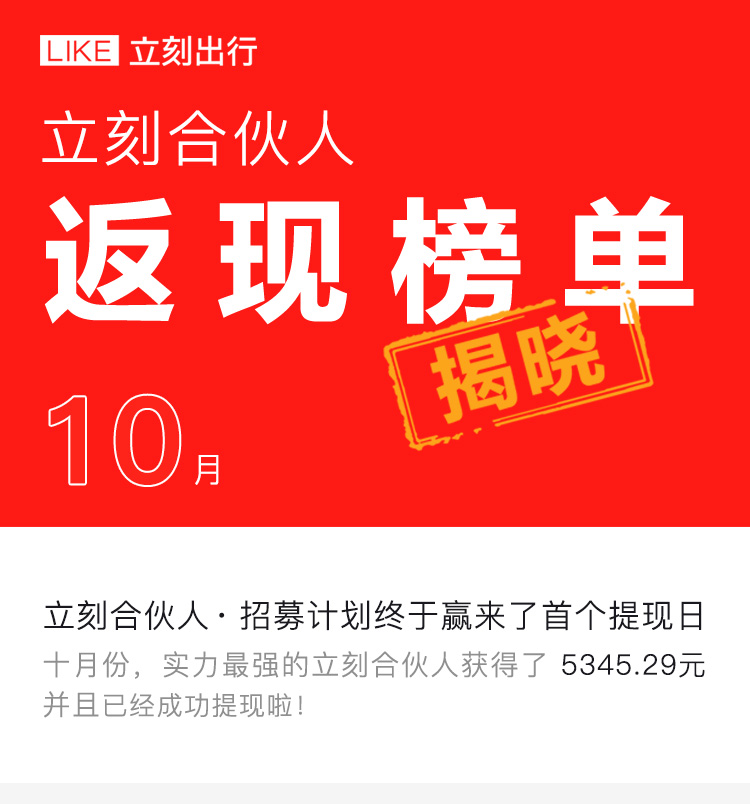 LIKE 立刻出行
立刻合伙人
返现榜单
揭晓
10月
立刻合伙人·招募计划终于赢来了首个提现日
十月份，实力最强的立刻合伙人获得了 5345.29元
并且已经成功提现啦！